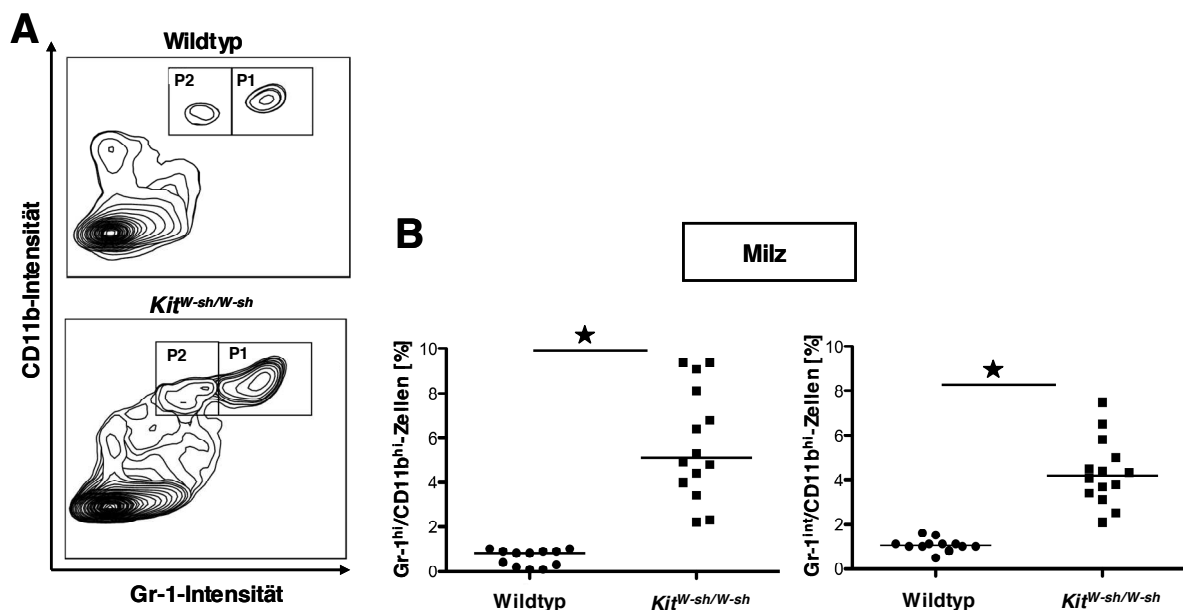 A
Wildtyp
P2 P1
Kit^W-sh/W-sh
P2 P1
CD11b-Intensität
Gr-1-Intensität
B
Milz
Gr-1^hi/CD11b^hi-Zellen [%]
10
8
6
4
2
0
Wildtyp Kit^W-sh/W-sh
Gr-1^int/CD11b^hi-Zellen [%]
10
8
6
4
2
0
Wildtyp Kit^W-sh/W-sh